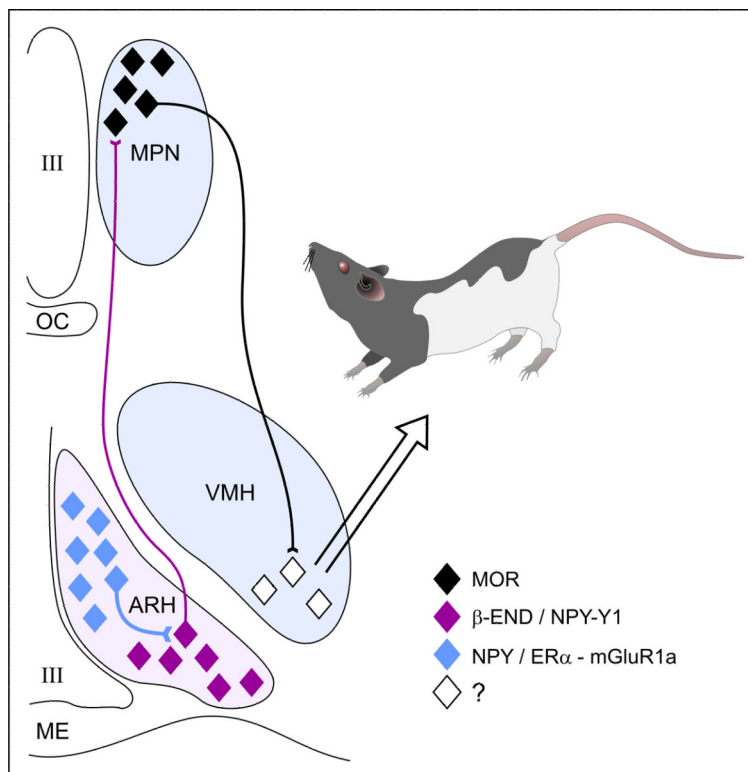 III
MPN
OC
VMH
ARH
III
ME
MOR
β-END / NPY-Y1
NPY / ERα - mGluR1a
?
?